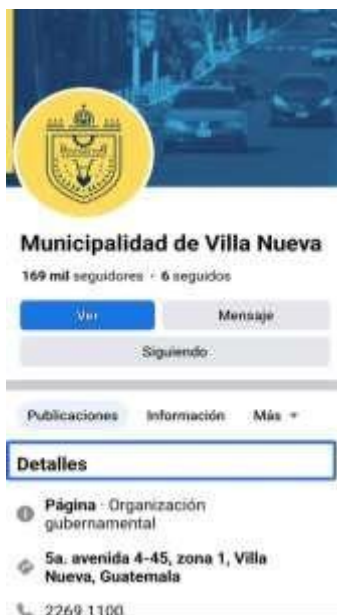 Municipalidad de Villa Nueva
169 mil seguidores · 6 seguidos
Ver
Mensaje
Siguiendo
Publicaciones
Información
Más
Detalles
Página · Organización
gubernamental
5a. avenida 4-45, zona 1, Villa
Nueva, Guatemala
2269 1100